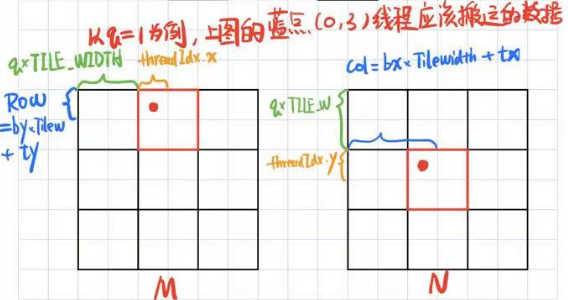 以q=1为例,上图的蓝点(0,3)线程应该搬运的数据
q×TILE_WIDTH
threadIdx.x
Row
=by×Tilew
+ty
col=bx×Tilewidth+tx
q×TILE_W
threadIdx.y
M
N